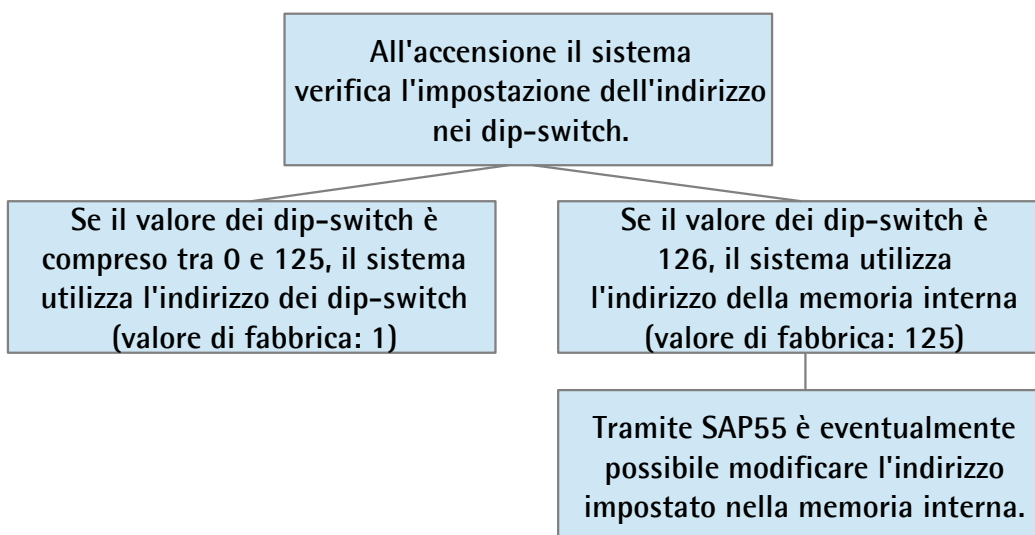 All'accensione il sistema
verifica l'impostazione dell'indirizzo
nei dip-switch.
Se il valore dei dip-switch è
compreso tra 0 e 125, il sistema
utilizza l'indirizzo dei dip-switch
(valore di fabbrica: 1)
Se il valore dei dip-switch è
126, il sistema utilizza
l'indirizzo della memoria interna
(valore di fabbrica: 125)
Tramite SAP55 è eventualmente
possibile modificare l'indirizzo
impostato nella memoria interna.